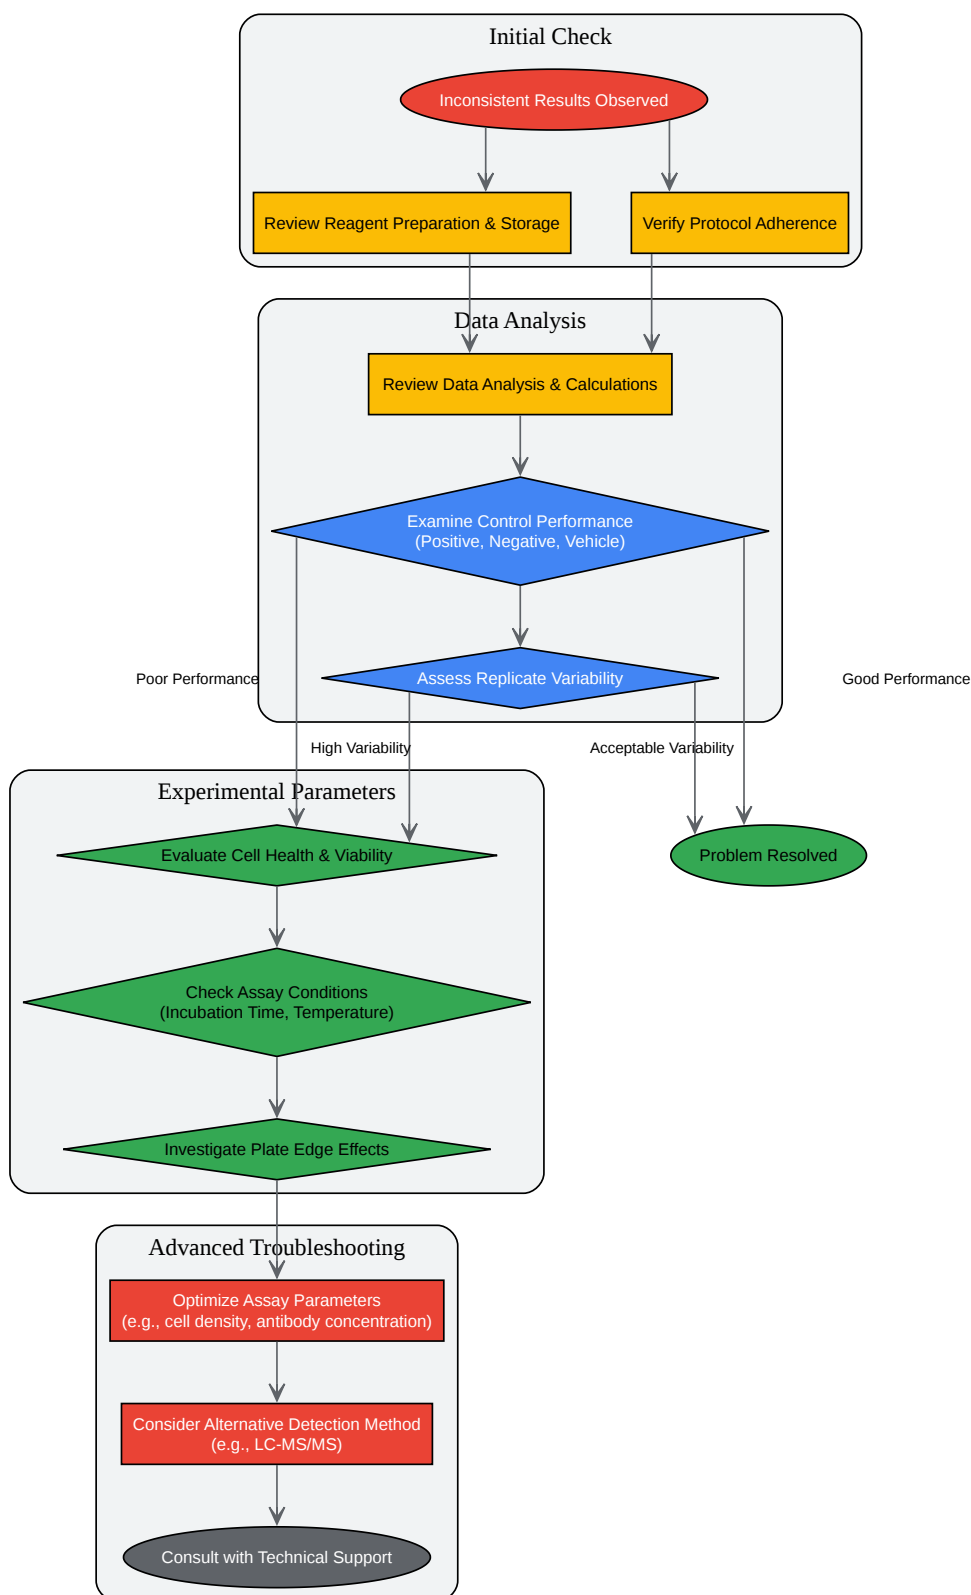 Initial Check
Inconsistent Results Observed
Review Reagent Preparation & Storage
Verify Protocol Adherence
Data Analysis
Review Data Analysis & Calculations
Examine Control Performance
(Positive, Negative, Vehicle)
Poor Performance
Assess Replicate Variability
Good Performance
High Variability
Acceptable Variability
Experimental Parameters
Evaluate Cell Health & Viability
Problem Resolved
Check Assay Conditions
(Incubation Time, Temperature)
Investigate Plate Edge Effects
Advanced Troubleshooting
Optimize Assay Parameters
(e.g., cell density, antibody concentration)
Consider Alternative Detection Method
(e.g., LC-MS/MS)
Consult with Technical Support